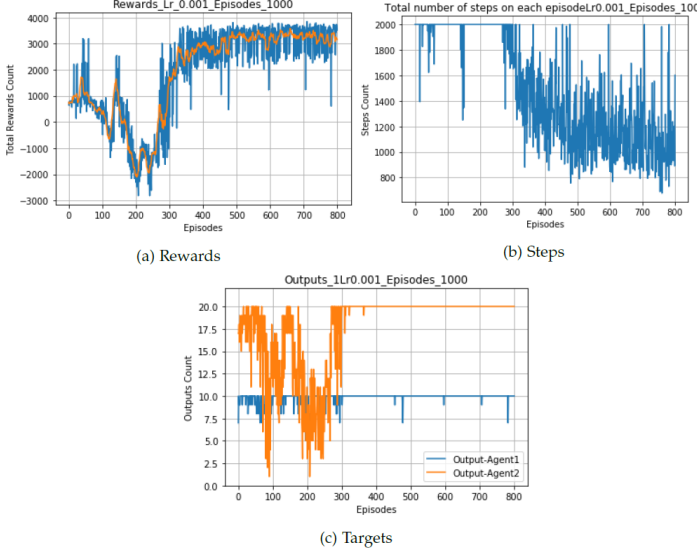 Rewards_Lr_0.001_Episodes_1000
4000
3000
2000
1000
0
−1000
−2000
−3000
Total Rewards Count
0 100 200 300 400 500 600 700 800
Episodes
(a) Rewards
Total number of steps on each episodeLr0.001_Episodes_100
2000
1800
1600
1400
1200
1000
800
Steps Count
0 100 200 300 400 500 600 700 800
Episodes
(b) Steps
Outputs_1Lr0.001_Episodes_1000
20.0
17.5
15.0
12.5
10.0
7.5
5.0
2.5
0.0
Outputs Count
Output-Agent1
Output-Agent2
0 100 200 300 400 500 600 700 800
Episodes
(c) Targets